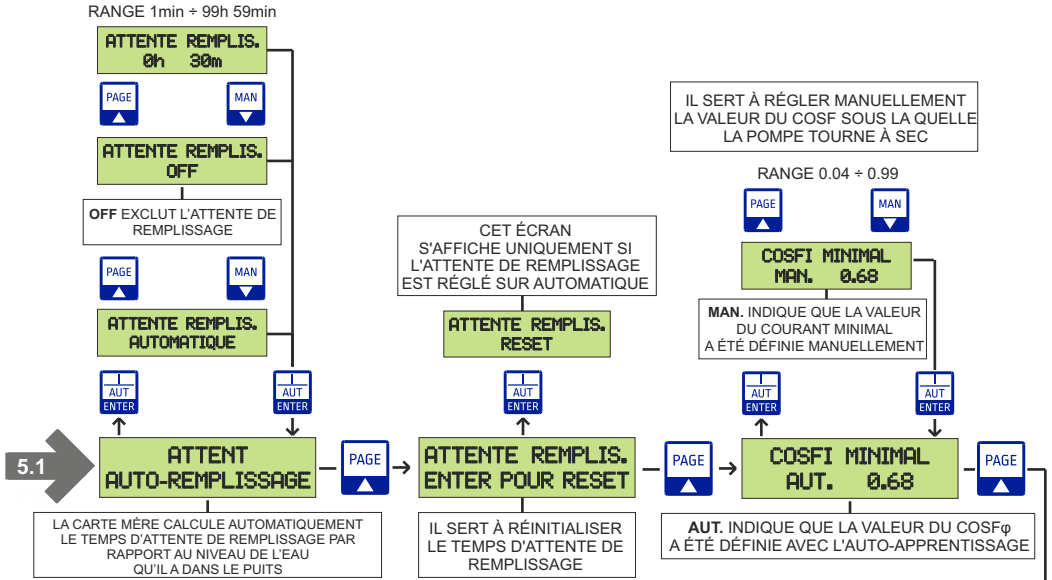 RANGE 1min ÷ 99h 59min
ATTENTE REMPLIS.
0h 30m
PAGE
MAN
ATTENTE REMPLIS.
OFF
OFF EXCLUT L'ATTENTE DE
REMPLISSAGE
PAGE
MAN
ATTENTE REMPLIS.
AUTOMATIQUE
AUT
ENTER
AUT
ENTER
5.1
ATTENT
AUTO-REMPLISSAGE
PAGE
LA CARTE MÈRE CALCULE AUTOMATIQUEMENT
LE TEMPS D'ATTENTE DE REMPLISSAGE PAR
RAPPORT AU NIVEAU DE L'EAU
QU'IL A DANS LE PUITS
CET ÉCRAN
S'AFFICHE UNIQUEMENT SI
L'ATTENTE DE REMPLISSAGE
EST RÉGLÉ SUR AUTOMATIQUE
ATTENTE REMPLIS.
RESET
AUT
ENTER
ATTENTE REMPLIS.
ENTER POUR RESET
PAGE
IL SERT À RÉINITIALISER
LE TEMPS D'ATTENTE DE
REMPLISSAGE
IL SERT À RÉGLER MANUELLEMENT
LA VALEUR DU COSF SOUS LA QUELLE
LA POMPE TOURNE À SEC
RANGE 0.04 ÷ 0.99
PAGE
MAN
COSFI MINIMAL
MAN. 0.68
MAN. INDIQUE QUE LA VALEUR
DU COURANT MINIMAL
A ÉTÉ DÉFINIE MANUELLEMENT
AUT
ENTER
AUT
ENTER
COSFI MINIMAL
AUT. 0.68
PAGE
AUT. INDIQUE QUE LA VALEUR DU COSFφ
A ÉTÉ DÉFINIE AVEC L'AUTO-APPRENTISSAGE